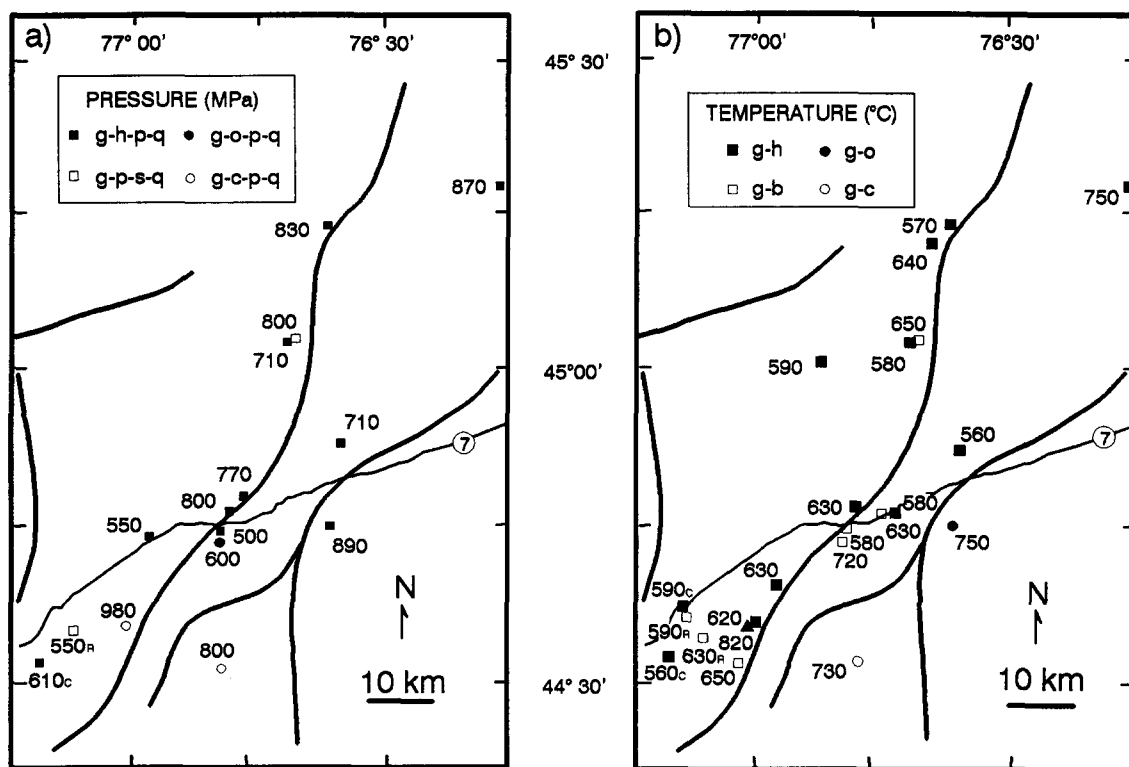 a)
77° 00'
76° 30'
PRESSURE (MPa)
g-h-p-q
g-o-p-q
g-p-s-q
g-c-p-q
870
830
800
710
710
7
770
800
550
500
600
890
980
550R
800
610C
N
10 km
45° 30'
45° 00'
44° 30'
b)
77° 00'
76° 30'
TEMPERATURE (°C)
g-h
g-o
g-b
g-c
750
570
640
650
580
590
560
7
630
580
630
580
750
720
630
590C
620
590R
820
630R
560C
650
730
N
10 km